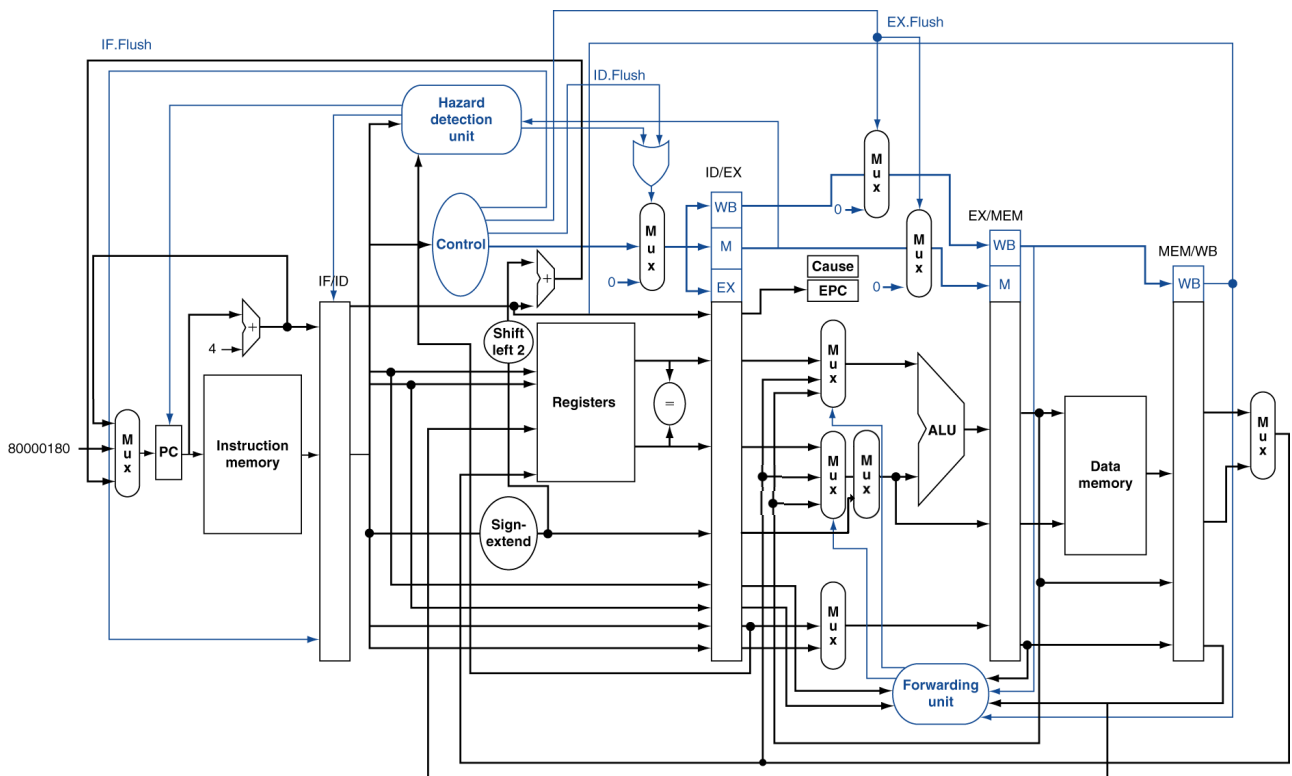 EX.Flush
IF.Flush
ID.Flush
Hazard
detection
unit
M
u
x
ID/EX
WB
0
EX/MEM
Control
M
u
x
M
M
u
x
WB
MEM/WB
Cause
0
IF/ID
EX
0
EPC
M
WB
+
+
4
Shift
left 2
M
u
x
Registers
=
ALU
M
u
x
80000180
M
u
x
PC
Instruction
memory
M
u
x
M
u
x
Data
memory
Sign-
extend
M
u
x
Forwarding
unit